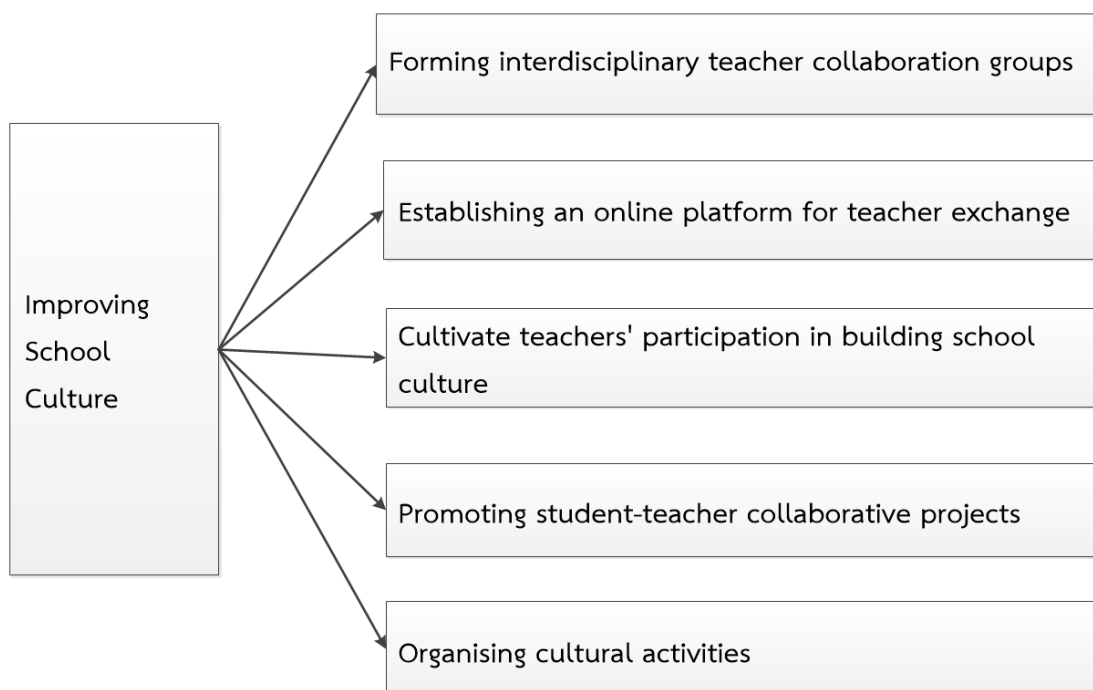 Forming interdisciplinary teacher collaboration groups
Establishing an online platform for teacher exchange
Improving
School
Culture
Cultivate teachers' participation in building school
culture
Promoting student-teacher collaborative projects
Organising cultural activities